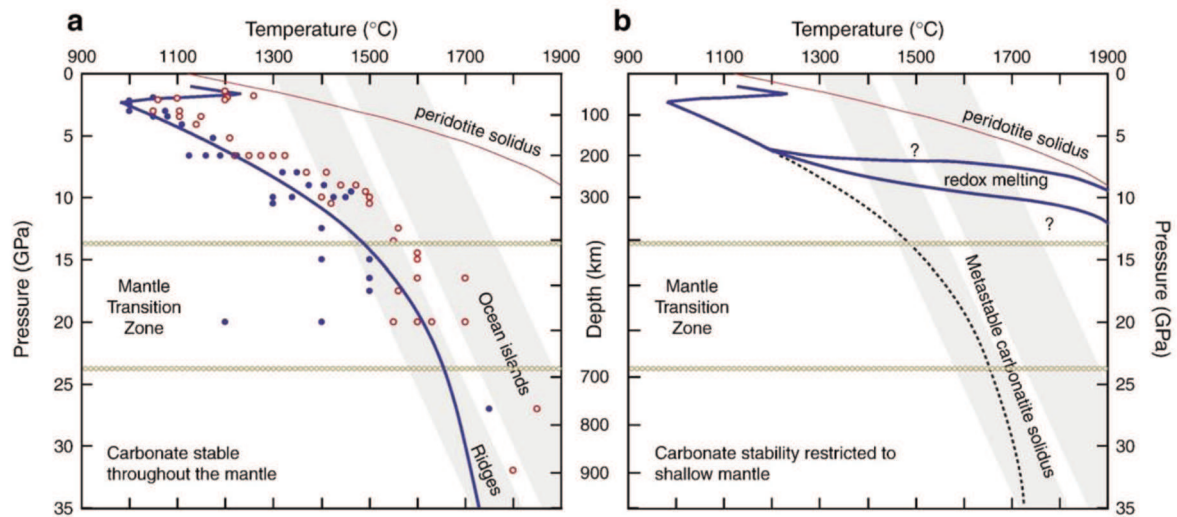 a
Temperature (°C)
900 1100 1300 1500 1700 1900
0
5
10
15
20
25
30
35
Pressure (GPa)
peridotite solidus
Mantle
Transition
Zone
Ocean islands
Ridges
Carbonate stable
throughout the mantle
b
Temperature (°C)
900 1100 1300 1500 1700 1900
100
200
300
700
800
900
Depth (km)
peridotite solidus
?
redox melting
?
Mantle
Transition
Zone
Metastable carbonatite solidus
Carbonate stability restricted to
shallow mantle
0
5
10
15
20
25
30
35
Pressure (GPa)